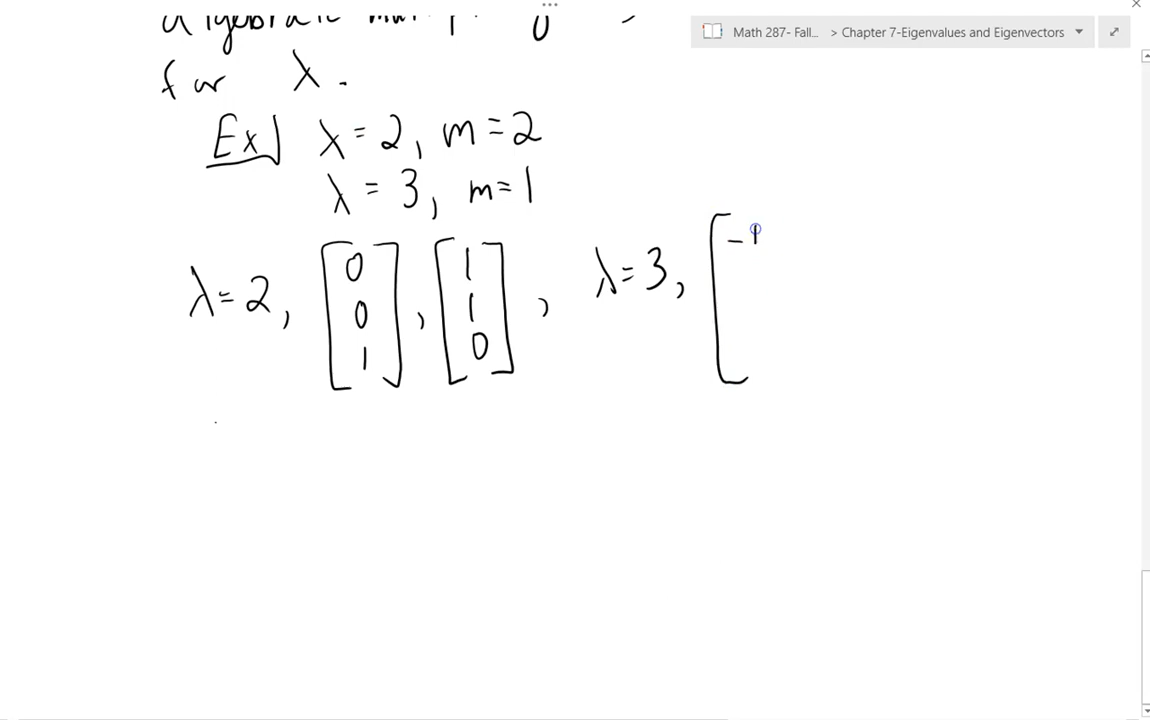 Math 287- Fall... > Chapter 7-Eigenvalues and Eigenvectors
algebraic
for λ.
Ex] λ=2, m=2
λ=3, m=1
λ=2, [0 0 1], [1 1 0], λ=3, [-1